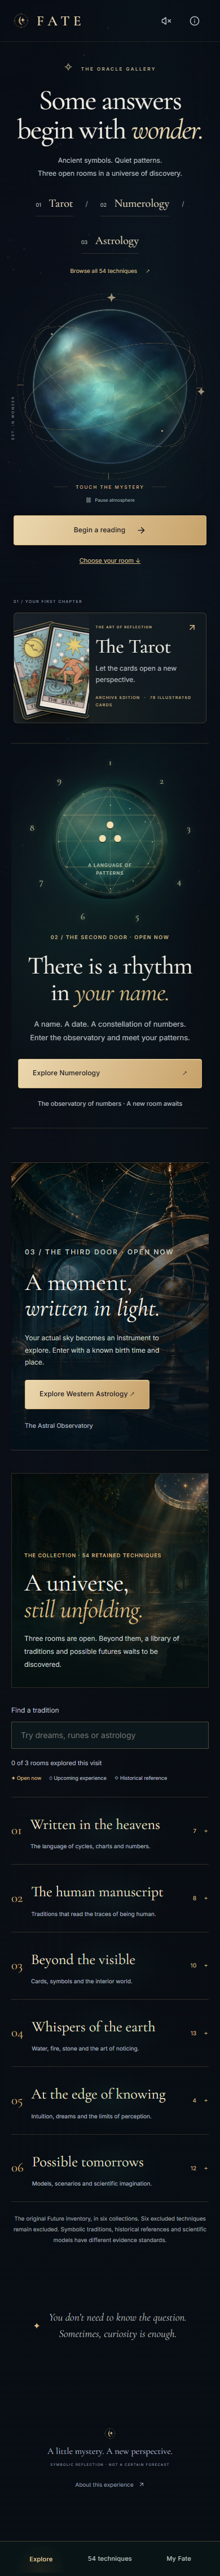 FATE
THE ORACLE GALLERY
Some answers
begin with wonder.
Ancient symbols. Quiet patterns.
Three open rooms in a universe of discovery.
01 Tarot / 02 Numerology /
03 Astrology
Browse all 54 techniques ↗
TOUCH THE MYSTERY
Pause atmosphere
Begin a reading →
Choose your room ↓
01 / YOUR FIRST CHAPTER
THE ART OF REFLECTION
The Tarot
Let the cards open a new
perspective.
ARCHIVE EDITION · 78 ILLUSTRATED
CARDS
THE STAR
1
2
3
4
5
6
7
8
9
A LANGUAGE OF
PATTERNS
02 / THE SECOND DOOR · OPEN NOW
There is a rhythm
in your name.
A name. A date. A constellation of numbers.
Enter the observatory and meet your patterns.
Explore Numerology ↗
The observatory of numbers · A new room awaits
03 / THE THIRD DOOR · OPEN NOW
A moment,
written in light.
Your actual sky becomes an instrument to
explore. Enter with a known birth time and
place.
Explore Western Astrology ↗
The Astral Observatory
THE COLLECTION · 54 RETAINED TECHNIQUES
A universe,
still unfolding.
Three rooms are open. Beyond them, a library of
traditions and possible futures waits to be
discovered.
Find a tradition
Try dreams, runes or astrology
0 of 3 rooms explored this visit
Open now Upcoming experience Historical reference
01 Written in the heavens 7 +
The language of cycles, charts and numbers.
02 The human manuscript 8 +
Traditions that read the traces of being human.
03 Beyond the visible 10 +
Cards, symbols and the interior world.
04 Whispers of the earth 13 +
Water, fire, stone and the art of noticing.
05 At the edge of knowing 4 +
Intuition, dreams and the limits of perception.
06 Possible tomorrows 12 +
Models, scenarios and scientific imagination.
The original Future inventory, in six collections. Six excluded techniques
remain excluded. Symbolic traditions, historical references and scientific
models have different evidence standards.
You don't need to know the question.
Sometimes, curiosity is enough.
A little mystery. A new perspective.
SYMBOLIC REFLECTION · NOT A CERTAIN FORECAST
About this experience ↗
Explore 54 techniques My Fate